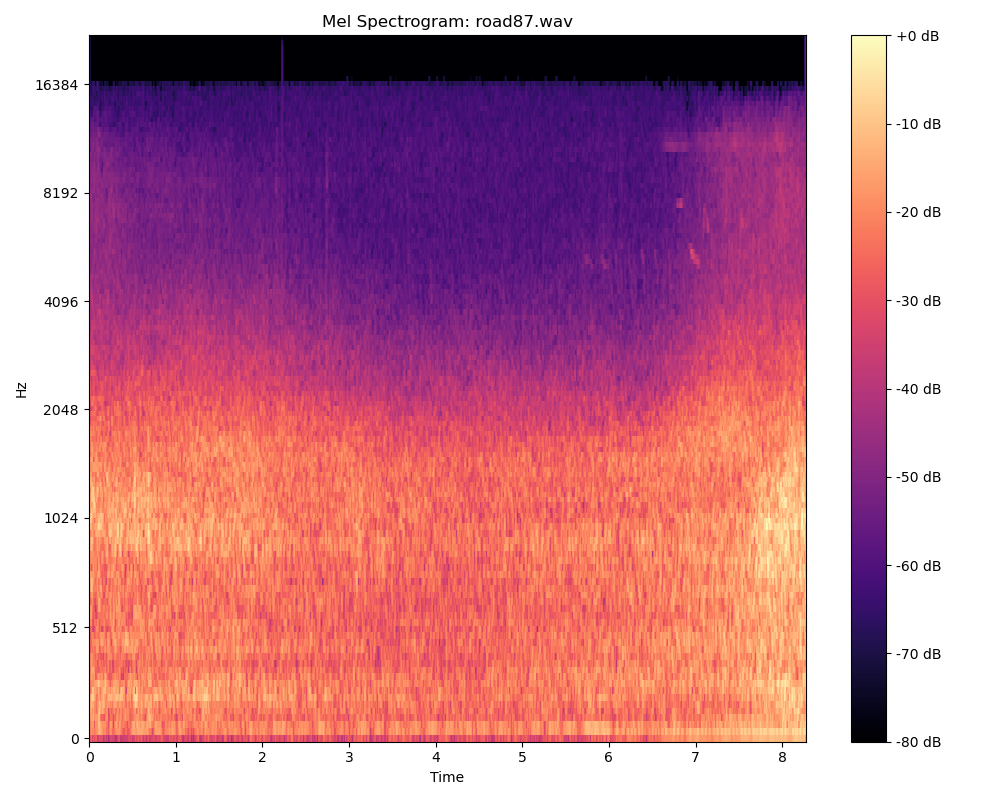 Mel Spectrogram: road87.wav
16384
8192
4096
2048
1024
512
0
Hz
0 1 2 3 4 5 6 7 8
Time
+0 dB
-10 dB
-20 dB
-30 dB
-40 dB
-50 dB
-60 dB
-70 dB
-80 dB